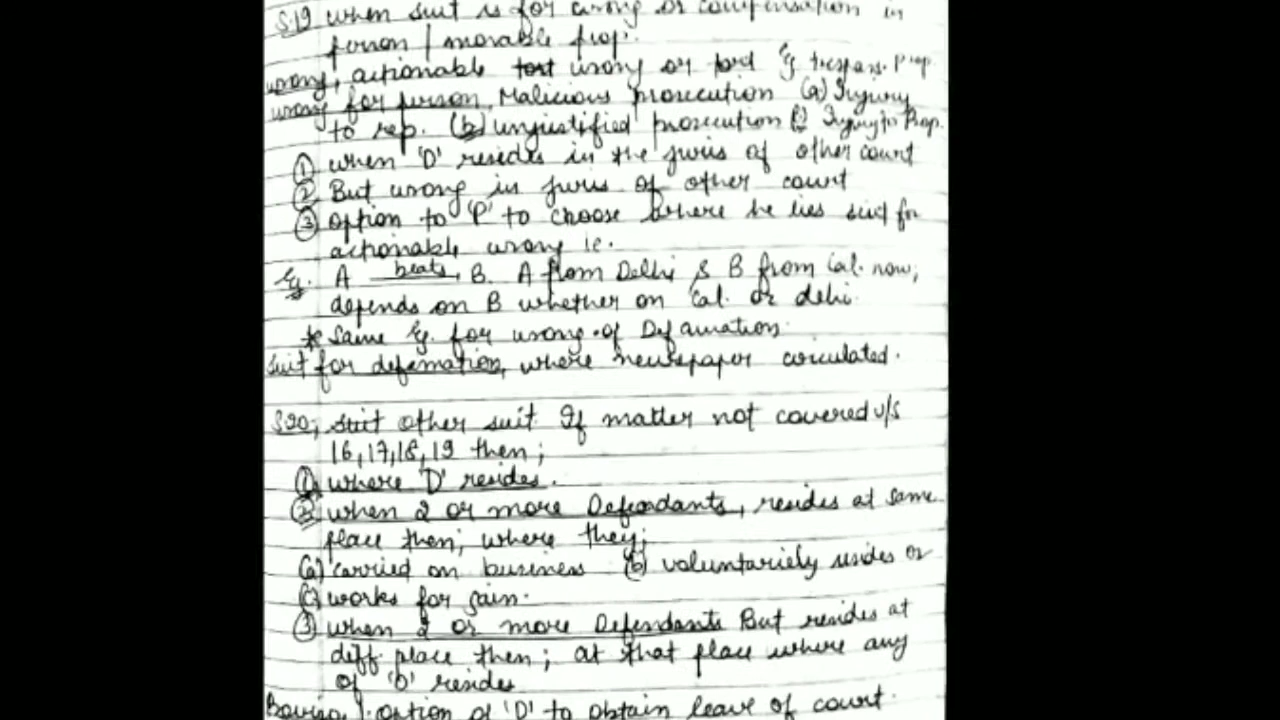 S.19 when suit is for wrong or compensation in
person / movable prop.
wrong, actionable tort wrong or tord Eg trespass. Prop
wrong for person, Malicious prosecution (a) Injury
to rep. (b) unjustified prosecution (c) Injury to Prop.
① when 'D' resides in the juris of other court
② But wrong in juris of other court
③ option to 'P' to choose where he lies suit for
actionable wrong ie.
Eg. A beats B. A from Delhi & B from Cal. now,
depends on B whether on Cal. or delhi.
* Same Eg. for wrong of Defamation.
Suit for defamation, where newspaper circulated.
S20, Suit other suit If matter not covered u/s
16,17,18,19 then;
① where 'D' resides.
② when 2 or more Defendants, resides at same
place then; where they;
(a) carried on business (b) voluntariely resides or
(c) works for gain.
③ when 2 or more Defendants But resides at
diff. place then; at that place where any
of 'D' resides
1. option of 'D' to obtain leave of court.